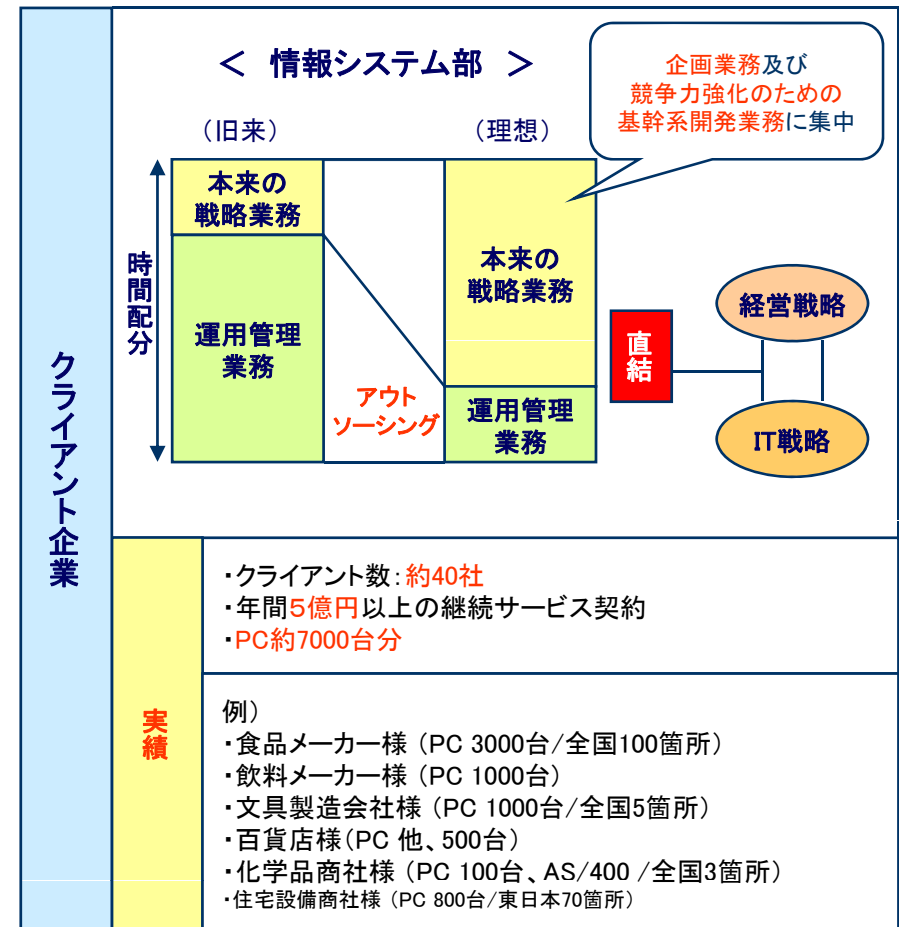 クライアント企業
＜ 情報システム部 ＞
企画業務及び
競争力強化のための
基幹系開発業務に集中
（旧来）
（理想）
時間配分
本来の
戦略業務
運用管理
業務
アウト
ソーシング
本来の
戦略業務
運用管理
業務
直結
経営戦略
IT戦略
実績
・クライアント数：約40社
・年間５億円以上の継続サービス契約
・PC約7000台分
例）
・食品メーカー様（PC 3000台/全国100箇所）
・飲料メーカー様（PC 1000台）
・文具製造会社様（PC 1000台/全国5箇所）
・百貨店様（PC 他、500台）
・化学品商社様（PC 100台、AS/400 /全国3箇所）
・住宅設備商社様（PC 800台/東日本70箇所）